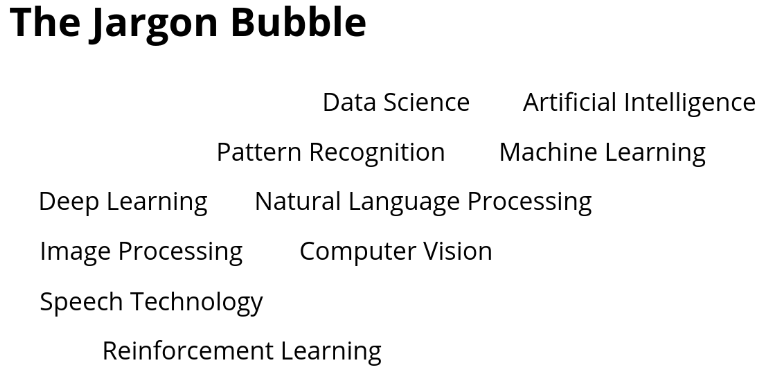 The Jargon Bubble
Data Science Artificial Intelligence
Pattern Recognition Machine Learning
Deep Learning Natural Language Processing
Image Processing Computer Vision
Speech Technology
Reinforcement Learning